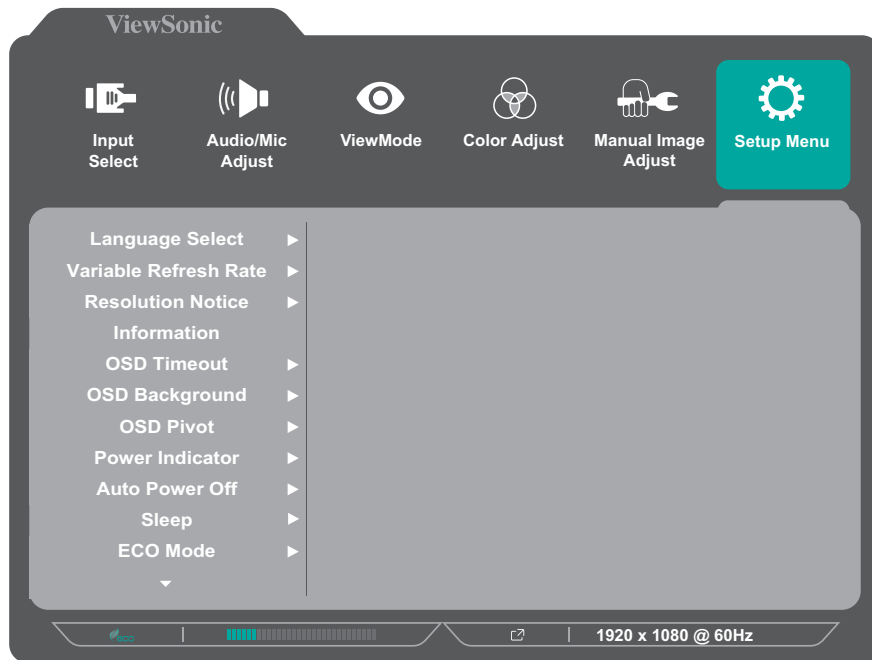 ViewSonic
Input
Select
Audio/Mic
Adjust
ViewMode
Color Adjust
Manual Image
Adjust
Setup Menu
Language Select
Variable Refresh Rate
Resolution Notice
Information
OSD Timeout
OSD Background
OSD Pivot
Power Indicator
Auto Power Off
Sleep
ECO Mode
eco
1920 x 1080 @ 60Hz